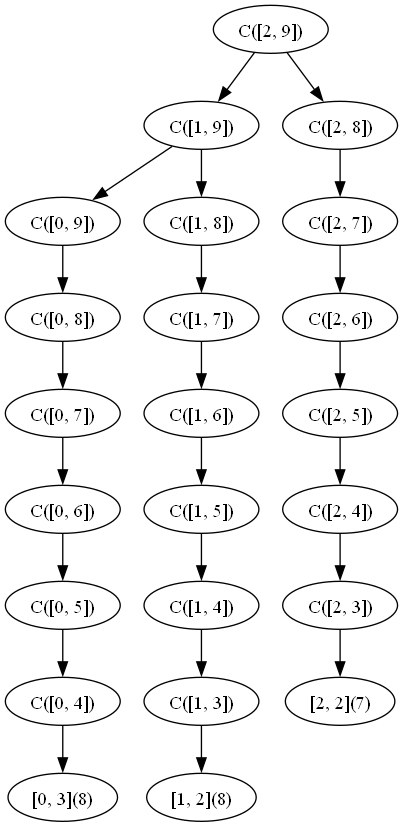 C([2, 9])
C([1, 9])
C([2, 8])
C([0, 9])
C([1, 8])
C([2, 7])
C([0, 8])
C([1, 7])
C([2, 6])
C([0, 7])
C([1, 6])
C([2, 5])
C([0, 6])
C([1, 5])
C([2, 4])
C([0, 5])
C([1, 4])
C([2, 3])
C([0, 4])
C([1, 3])
[2, 2](7)
[0, 3](8)
[1, 2](8)